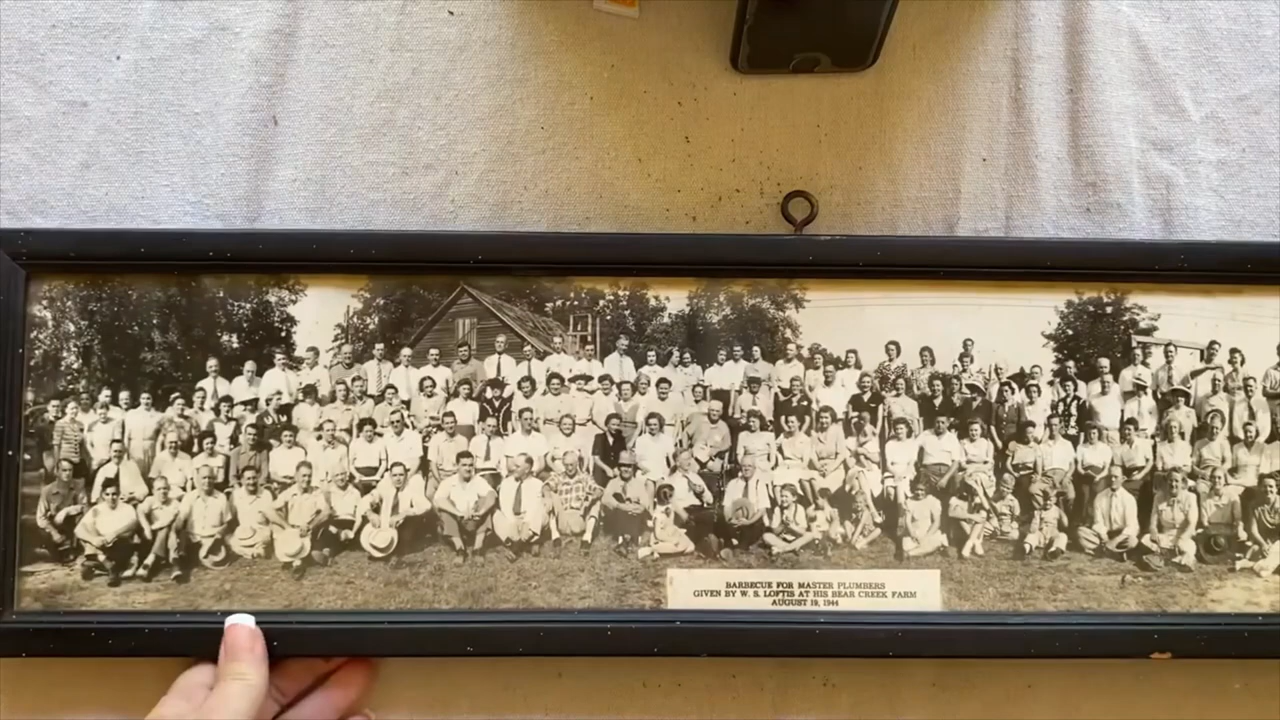 BARBECUE FOR MASTER PLUMBERS
GIVEN BY W. S. LOFTIS AT HIS BEAR CREEK FARM
AUGUST 19, 1944